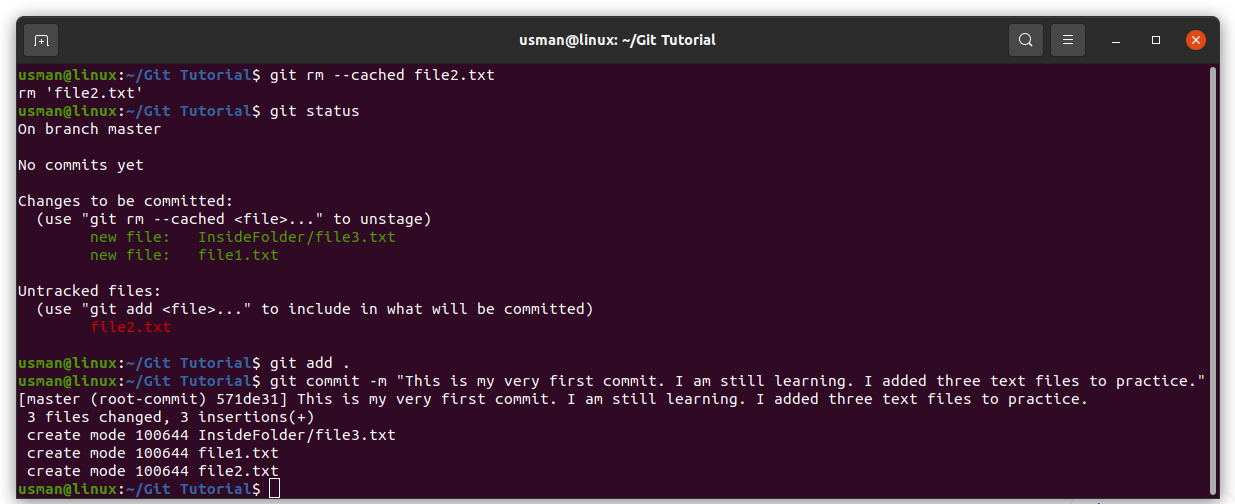 usman@linux: ~/Git Tutorial
usman@linux:~/Git Tutorial$ git rm --cached file2.txt
rm 'file2.txt'
usman@linux:~/Git Tutorial$ git status
On branch master
No commits yet
Changes to be committed:
  (use "git rm --cached <file>..." to unstage)
        new file:   InsideFolder/file3.txt
        new file:   file1.txt
Untracked files:
  (use "git add <file>..." to include in what will be committed)
        file2.txt
usman@linux:~/Git Tutorial$ git add .
usman@linux:~/Git Tutorial$ git commit -m "This is my very first commit. I am still learning. I added three text files to practice."
[master (root-commit) 571de31] This is my very first commit. I am still learning. I added three text files to practice.
 3 files changed, 3 insertions(+)
 create mode 100644 InsideFolder/file3.txt
 create mode 100644 file1.txt
 create mode 100644 file2.txt
usman@linux:~/Git Tutorial$